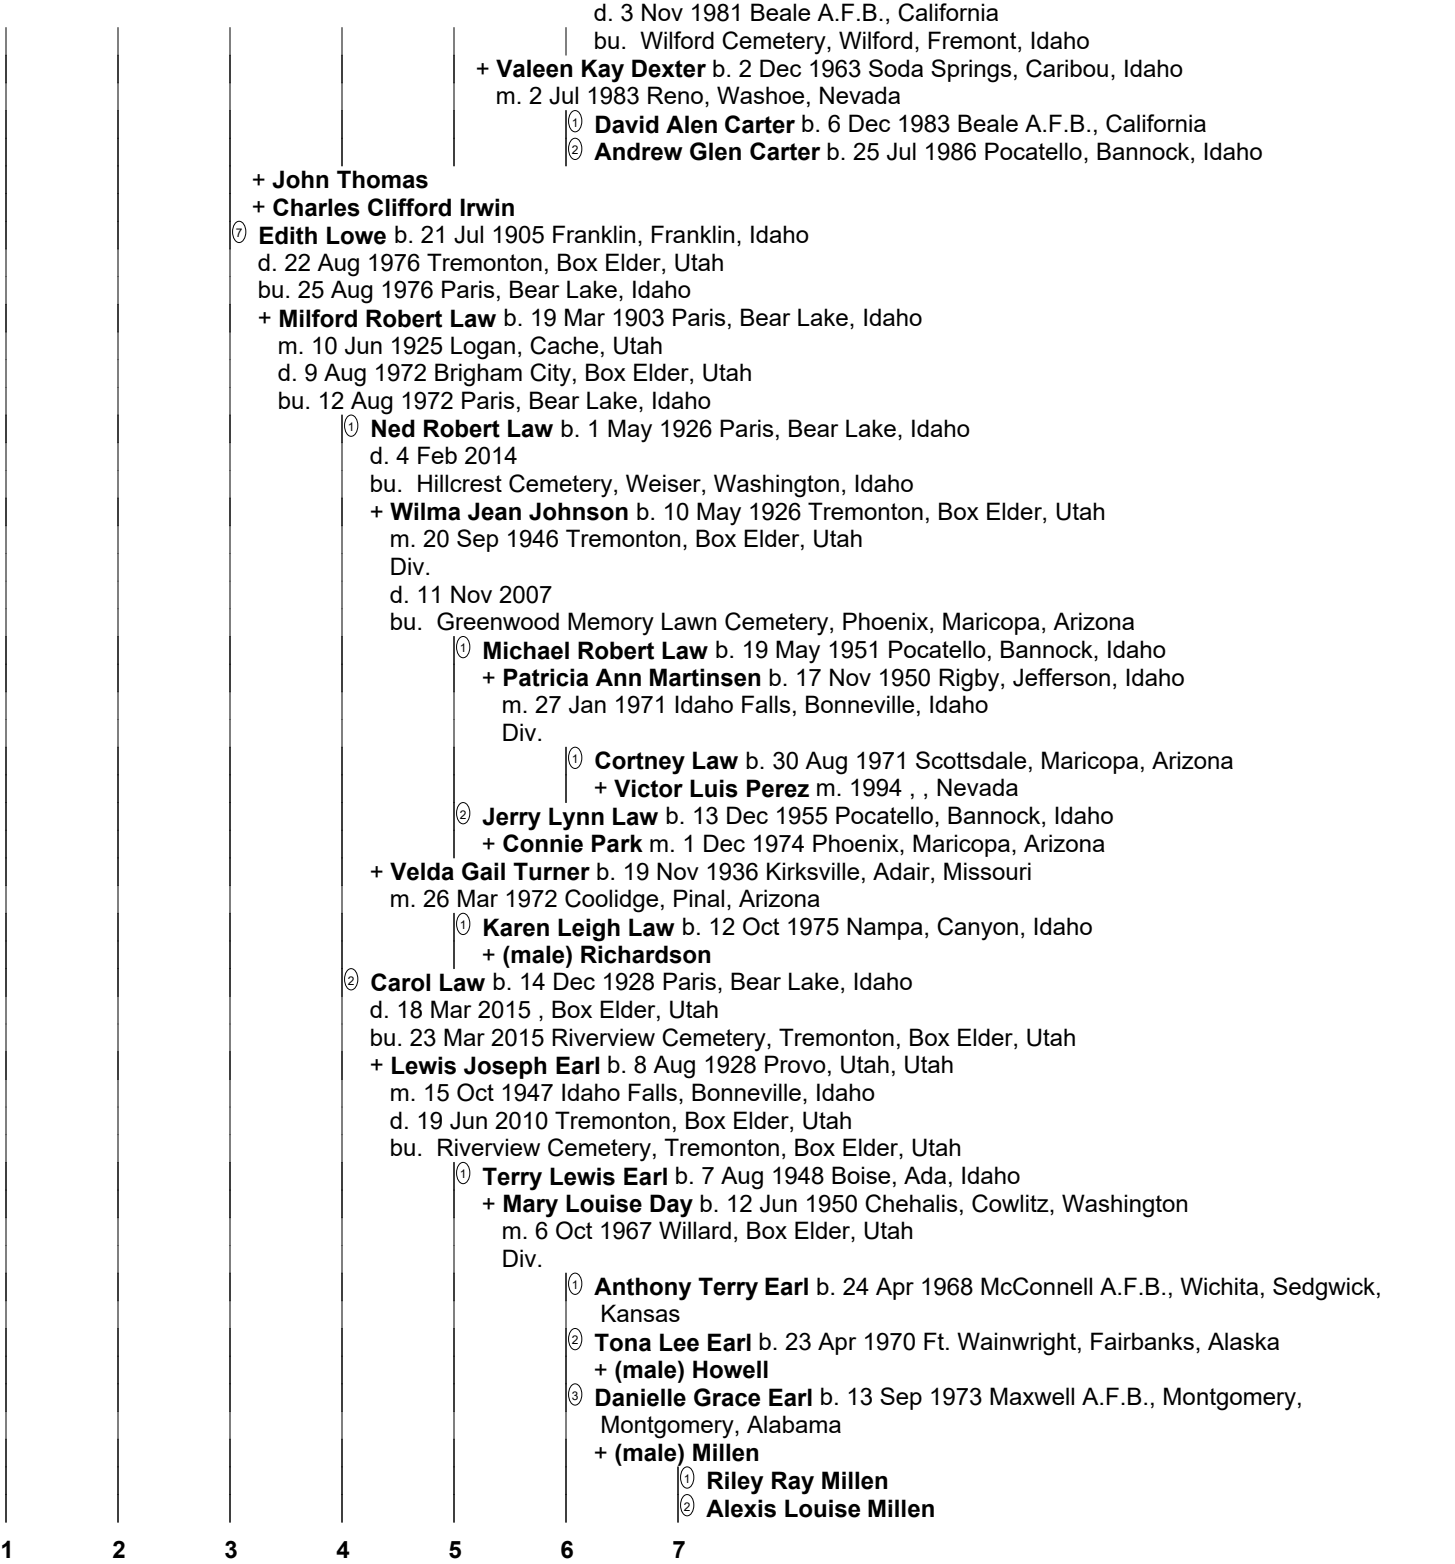 d. 3 Nov 1981 Beale A.F.B., California
bu.  Wilford Cemetery, Wilford, Fremont, Idaho
+ Valeen Kay Dexter b. 2 Dec 1963 Soda Springs, Caribou, Idaho
m. 2 Jul 1983 Reno, Washoe, Nevada
1 David Alen Carter b. 6 Dec 1983 Beale A.F.B., California
2 Andrew Glen Carter b. 25 Jul 1986 Pocatello, Bannock, Idaho
+ John Thomas
+ Charles Clifford Irwin
7 Edith Lowe b. 21 Jul 1905 Franklin, Franklin, Idaho
d. 22 Aug 1976 Tremonton, Box Elder, Utah
bu. 25 Aug 1976 Paris, Bear Lake, Idaho
+ Milford Robert Law b. 19 Mar 1903 Paris, Bear Lake, Idaho
m. 10 Jun 1925 Logan, Cache, Utah
d. 9 Aug 1972 Brigham City, Box Elder, Utah
bu. 12 Aug 1972 Paris, Bear Lake, Idaho
1 Ned Robert Law b. 1 May 1926 Paris, Bear Lake, Idaho
d. 4 Feb 2014
bu.  Hillcrest Cemetery, Weiser, Washington, Idaho
+ Wilma Jean Johnson b. 10 May 1926 Tremonton, Box Elder, Utah
m. 20 Sep 1946 Tremonton, Box Elder, Utah
Div.
d. 11 Nov 2007
bu.  Greenwood Memory Lawn Cemetery, Phoenix, Maricopa, Arizona
1 Michael Robert Law b. 19 May 1951 Pocatello, Bannock, Idaho
+ Patricia Ann Martinsen b. 17 Nov 1950 Rigby, Jefferson, Idaho
m. 27 Jan 1971 Idaho Falls, Bonneville, Idaho
Div.
1 Cortney Law b. 30 Aug 1971 Scottsdale, Maricopa, Arizona
+ Victor Luis Perez m. 1994 , , Nevada
2 Jerry Lynn Law b. 13 Dec 1955 Pocatello, Bannock, Idaho
+ Connie Park m. 1 Dec 1974 Phoenix, Maricopa, Arizona
+ Velda Gail Turner b. 19 Nov 1936 Kirksville, Adair, Missouri
m. 26 Mar 1972 Coolidge, Pinal, Arizona
1 Karen Leigh Law b. 12 Oct 1975 Nampa, Canyon, Idaho
+ (male) Richardson
2 Carol Law b. 14 Dec 1928 Paris, Bear Lake, Idaho
d. 18 Mar 2015 , Box Elder, Utah
bu. 23 Mar 2015 Riverview Cemetery, Tremonton, Box Elder, Utah
+ Lewis Joseph Earl b. 8 Aug 1928 Provo, Utah, Utah
m. 15 Oct 1947 Idaho Falls, Bonneville, Idaho
d. 19 Jun 2010 Tremonton, Box Elder, Utah
bu.  Riverview Cemetery, Tremonton, Box Elder, Utah
1 Terry Lewis Earl b. 7 Aug 1948 Boise, Ada, Idaho
+ Mary Louise Day b. 12 Jun 1950 Chehalis, Cowlitz, Washington
m. 6 Oct 1967 Willard, Box Elder, Utah
Div.
1 Anthony Terry Earl b. 24 Apr 1968 McConnell A.F.B., Wichita, Sedgwick,
Kansas
2 Tona Lee Earl b. 23 Apr 1970 Ft. Wainwright, Fairbanks, Alaska
+ (male) Howell
3 Danielle Grace Earl b. 13 Sep 1973 Maxwell A.F.B., Montgomery,
Montgomery, Alabama
+ (male) Millen
1 Riley Ray Millen
2 Alexis Louise Millen
1 2 3 4 5 6 7